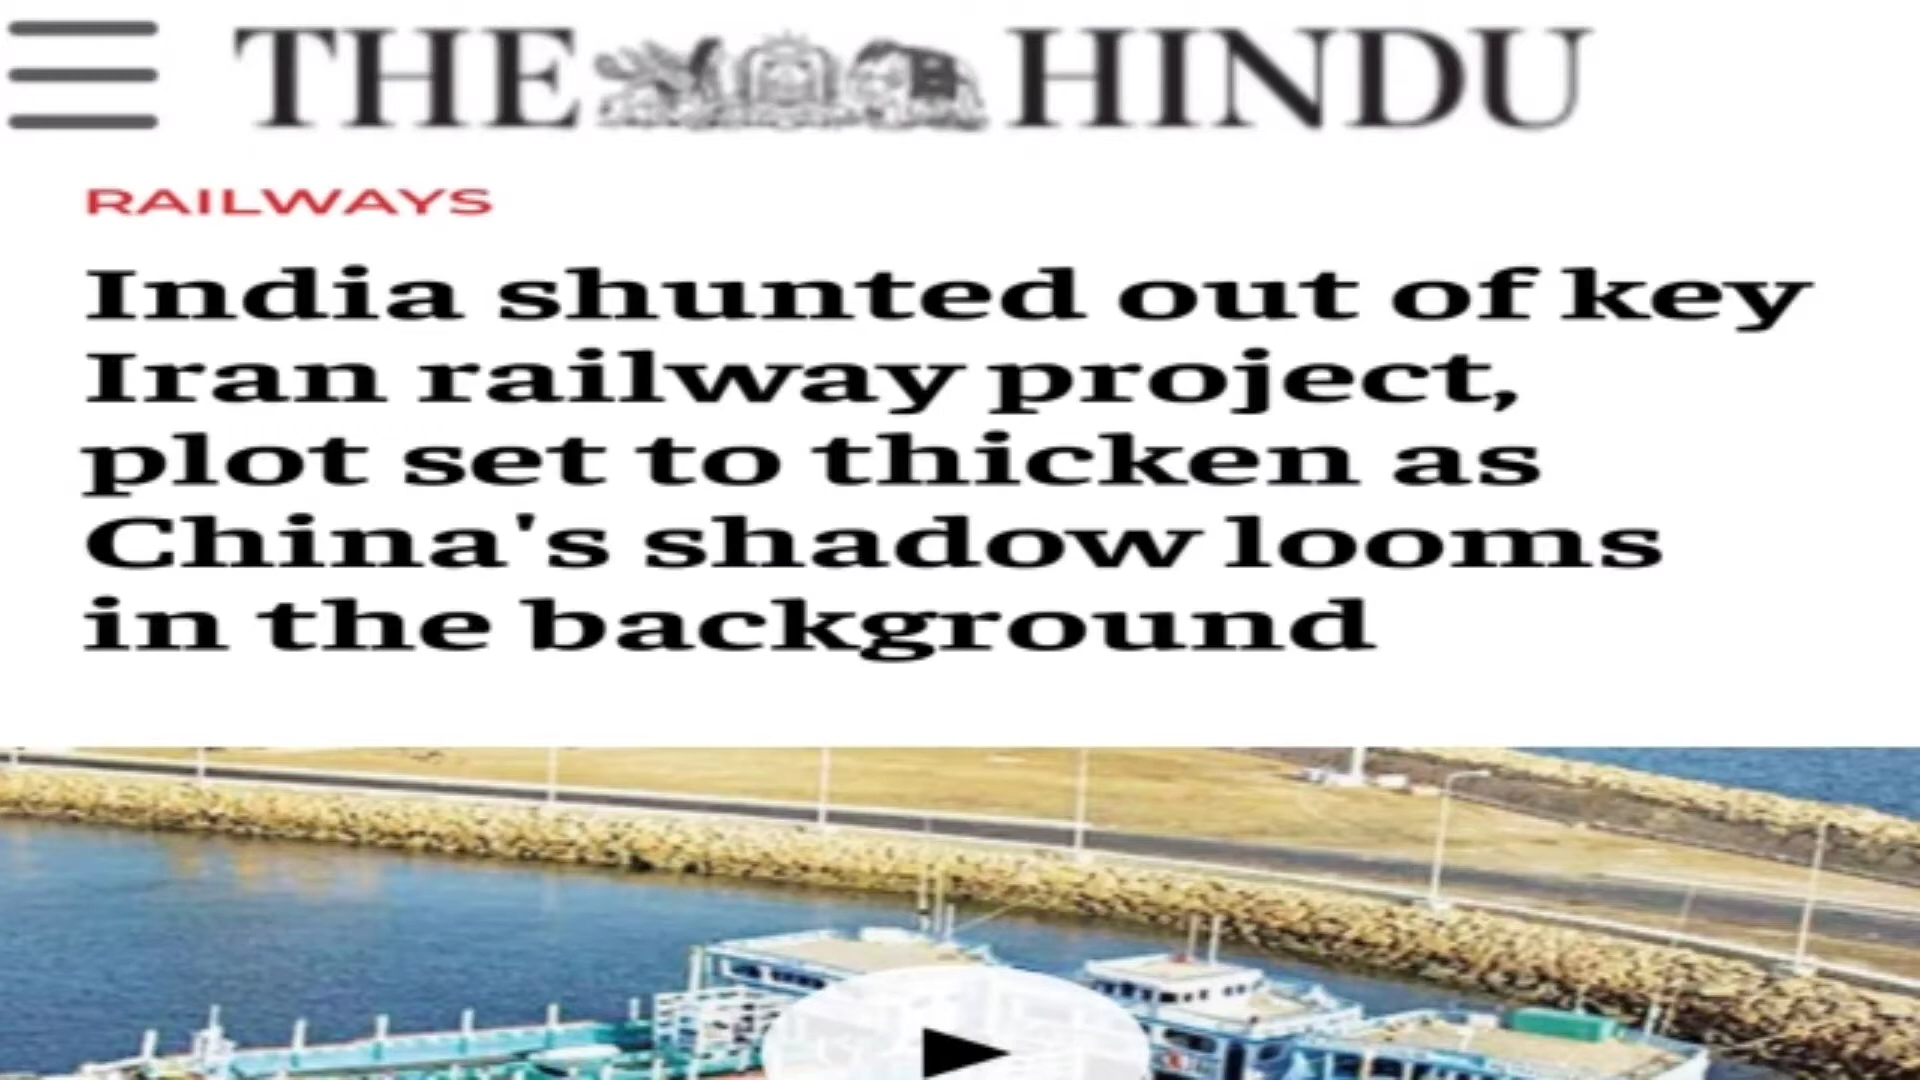 THE HINDU
RAILWAYS
India shunted out of key
Iran railway project,
plot set to thicken as
China's shadow looms
in the background